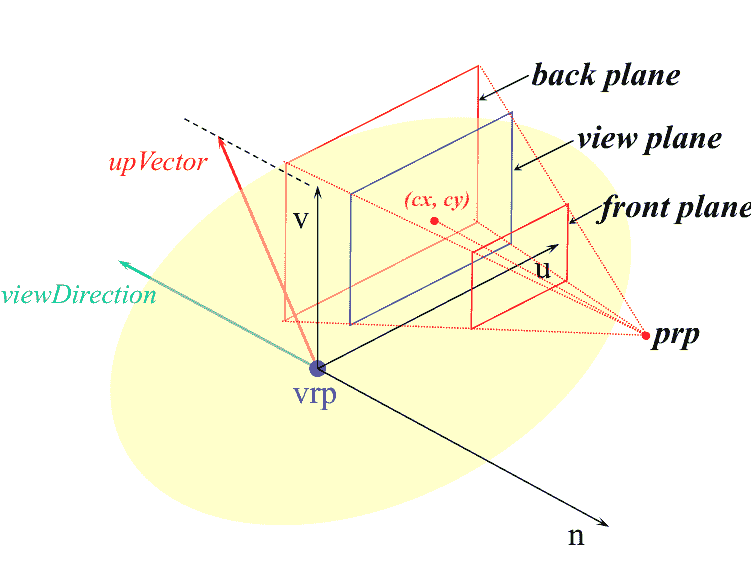 back plane
view plane
upVector
(cx, cy)
front plane
v
u
viewDirection
prp
vrp
n